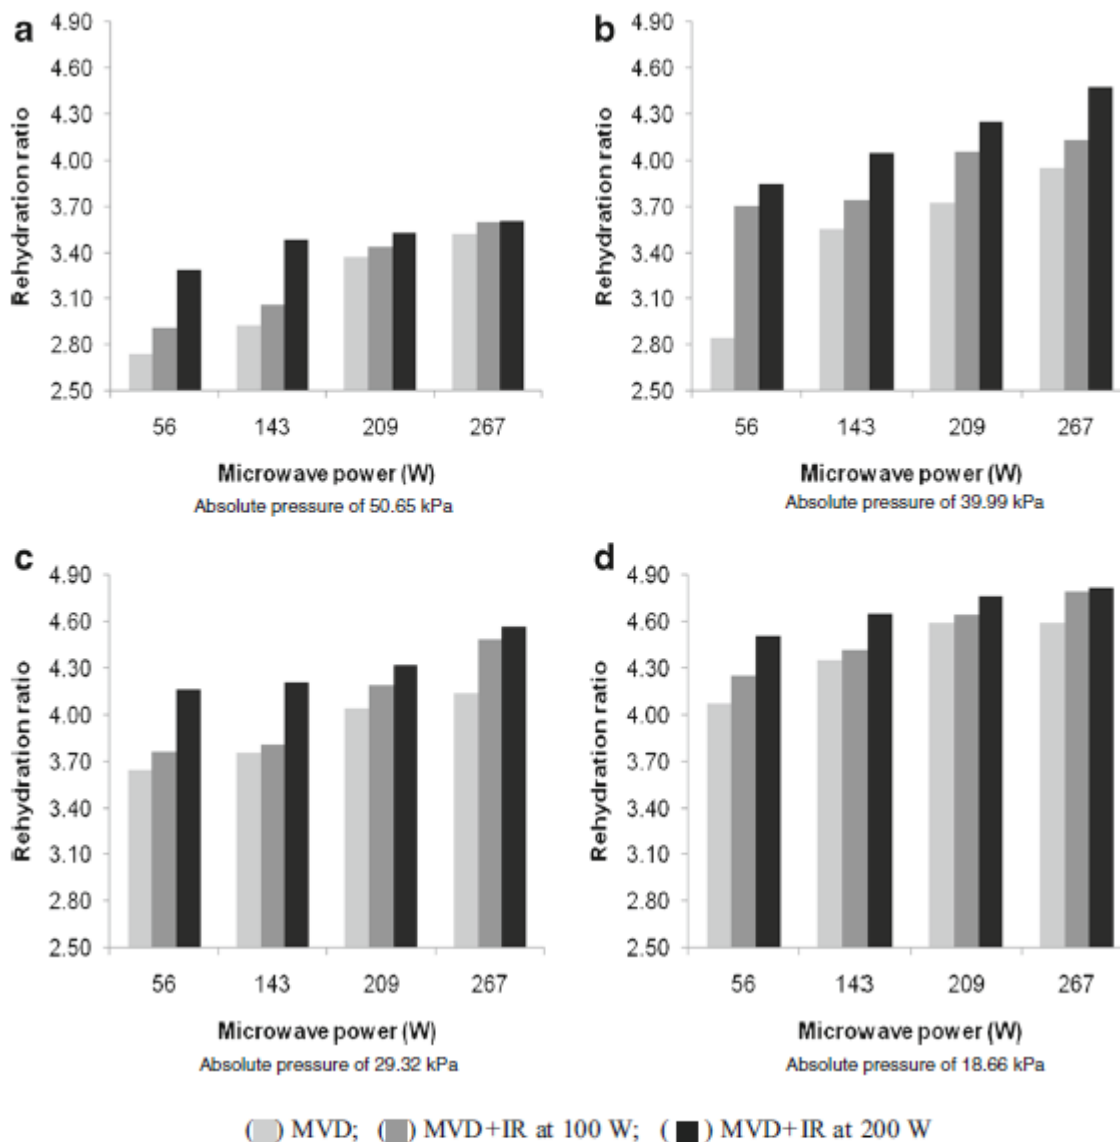 a
4.90
4.60
4.30
4.00
3.70
3.40
3.10
2.80
2.50
Rehydration ratio
56 143 209 267
Microwave power (W)
Absolute pressure of 50.65 kPa
b
4.90
4.60
4.30
4.00
3.70
3.40
3.10
2.80
2.50
Rehydration ratio
56 143 209 267
Microwave power (W)
Absolute pressure of 39.99 kPa
c
4.90
4.60
4.30
4.00
3.70
3.40
3.10
2.80
2.50
Rehydration ratio
56 143 209 267
Microwave power (W)
Absolute pressure of 29.32 kPa
d
4.90
4.60
4.30
4.00
3.70
3.40
3.10
2.80
2.50
Rehydration ratio
56 143 209 267
Microwave power (W)
Absolute pressure of 18.66 kPa
( ) MVD; ( ) MVD+IR at 100 W; ( ) MVD+IR at 200 W